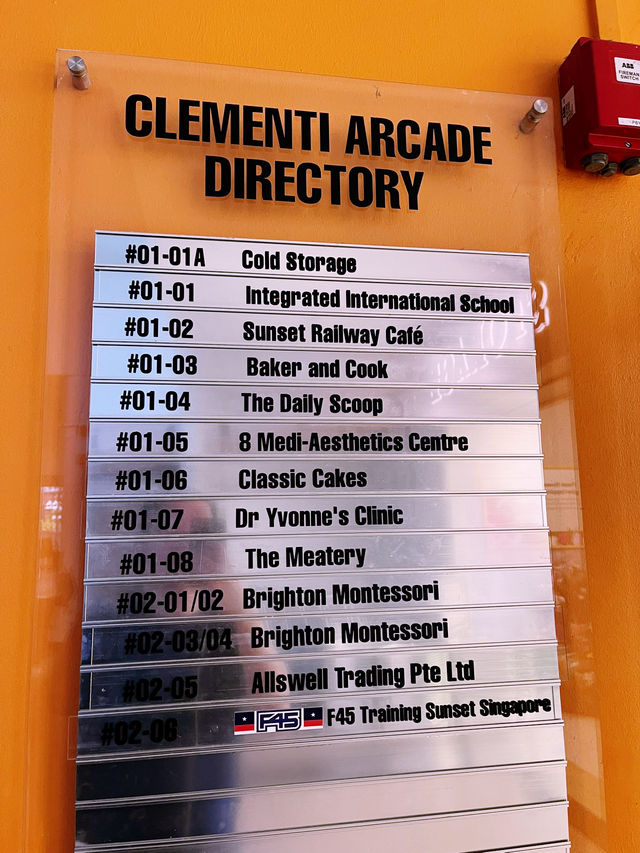 CLEMENTI ARCADE
DIRECTORY
#01-01A Cold Storage
#01-01 Integrated International School
#01-02 Sunset Railway Café
#01-03 Baker and Cook
#01-04 The Daily Scoop
#01-05 8 Medi-Aesthetics Centre
#01-06 Classic Cakes
#01-07 Dr Yvonne's Clinic
#01-08 The Meatery
#02-01/02 Brighton Montessori
#02-03/04 Brighton Montessori
#02-05 Allswell Trading Pte Ltd
#02-06 F45 F45 Training Sunset Singapore
ABB
FIREMAN
SWITCH